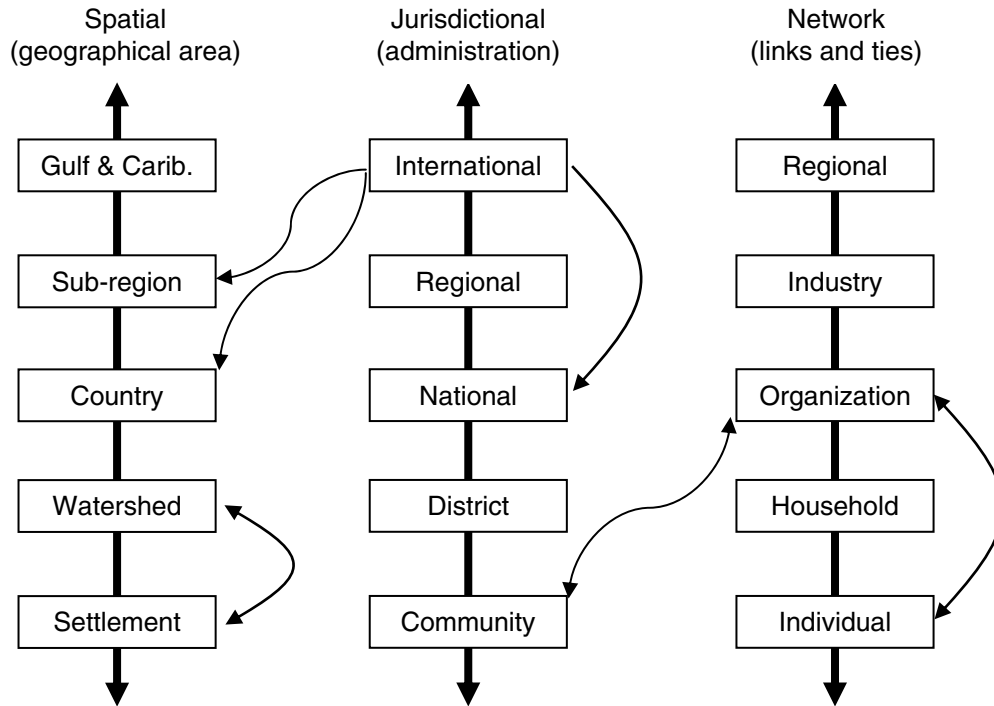 Spatial
(geographical area)
Jurisdictional
(administration)
Network
(links and ties)
Gulf & Carib.
International
Regional
Sub-region
Regional
Industry
Country
National
Organization
Watershed
District
Household
Settlement
Community
Individual